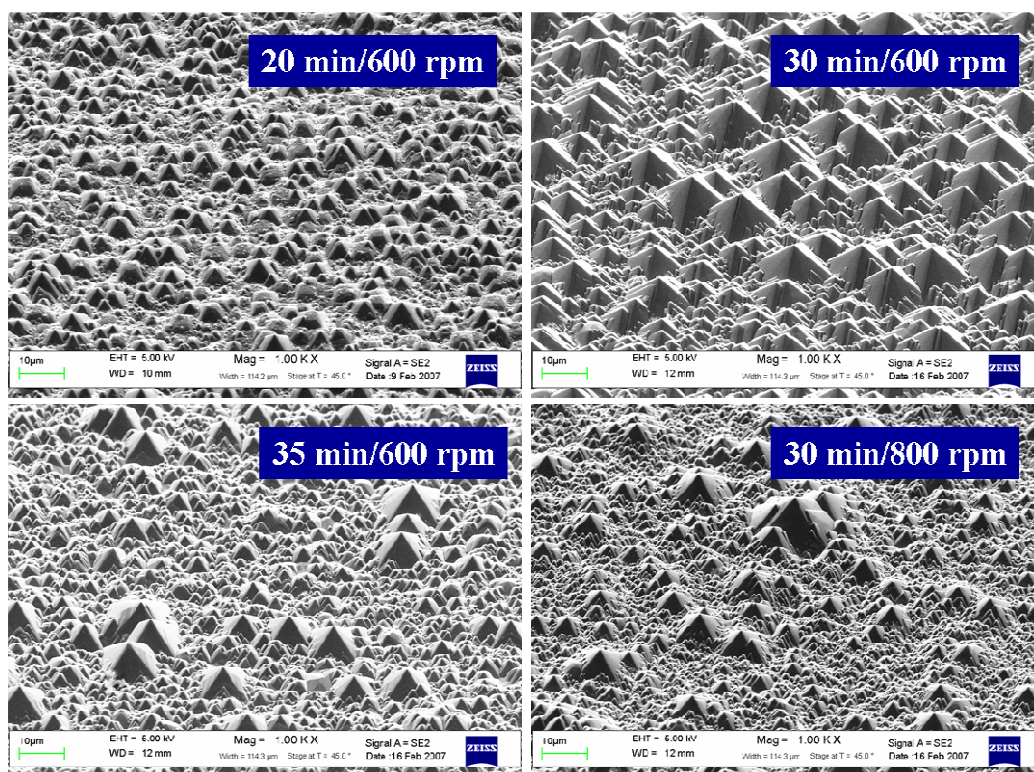 20 min/600 rpm
10µm
EHT = 5.00 kV
Mag = 1.00 K X
Signal A = SE2
WD = 10 mm
Width = 114.2 µm
Stage at T = 45.0 °
Date :9 Feb 2007
ZEISS
30 min/600 rpm
10µm
EHT = 5.00 kV
Mag = 1.00 K X
Signal A = SE2
WD = 12 mm
Width = 114.3 µm
Stage at T = 45.0 °
Date :16 Feb 2007
ZEISS
35 min/600 rpm
10µm
EHT = 5.00 kV
Mag = 1.00 K X
Signal A = SE2
WD = 12 mm
Width = 114.3 µm
Stage at T = 45.0 °
Date :16 Feb 2007
ZEISS
30 min/800 rpm
10µm
EHT = 5.00 kV
Mag = 1.00 K X
Signal A = SE2
WD = 12 mm
Width = 114.3 µm
Stage at T = 45.0 °
Date :16 Feb 2007
ZEISS